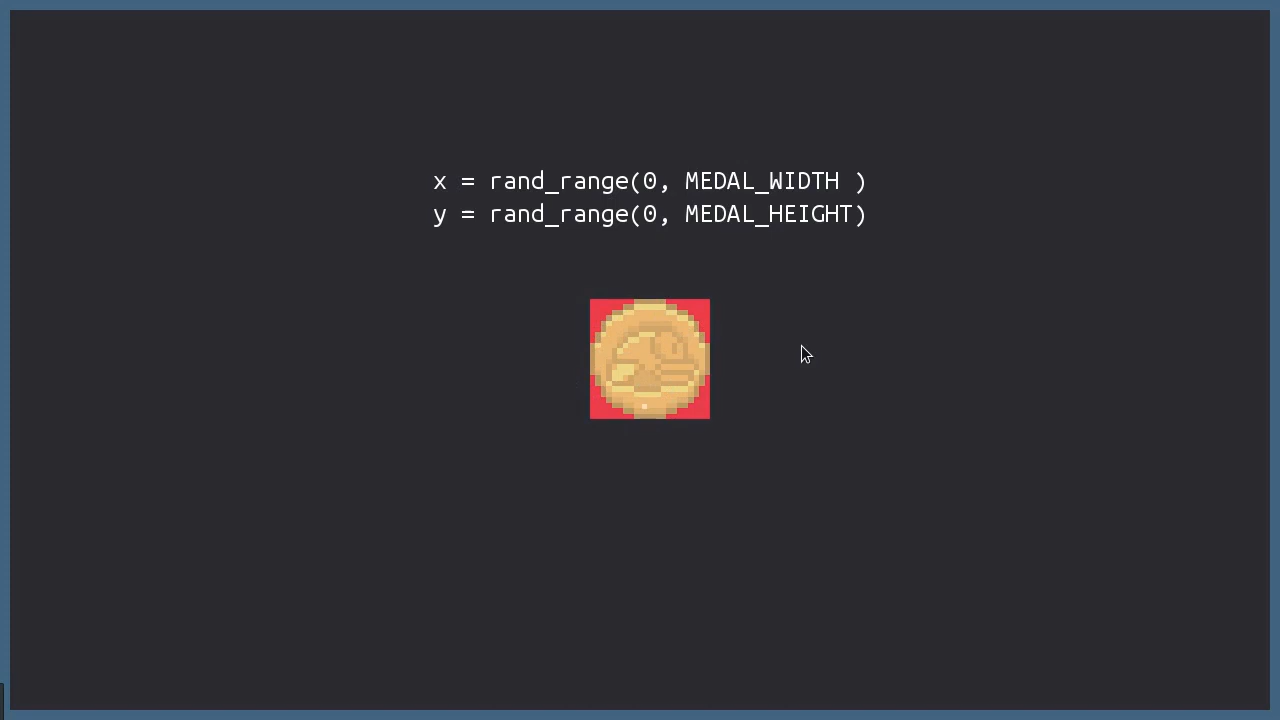 x = rand_range(0, MEDAL_WIDTH )
y = rand_range(0, MEDAL_HEIGHT)